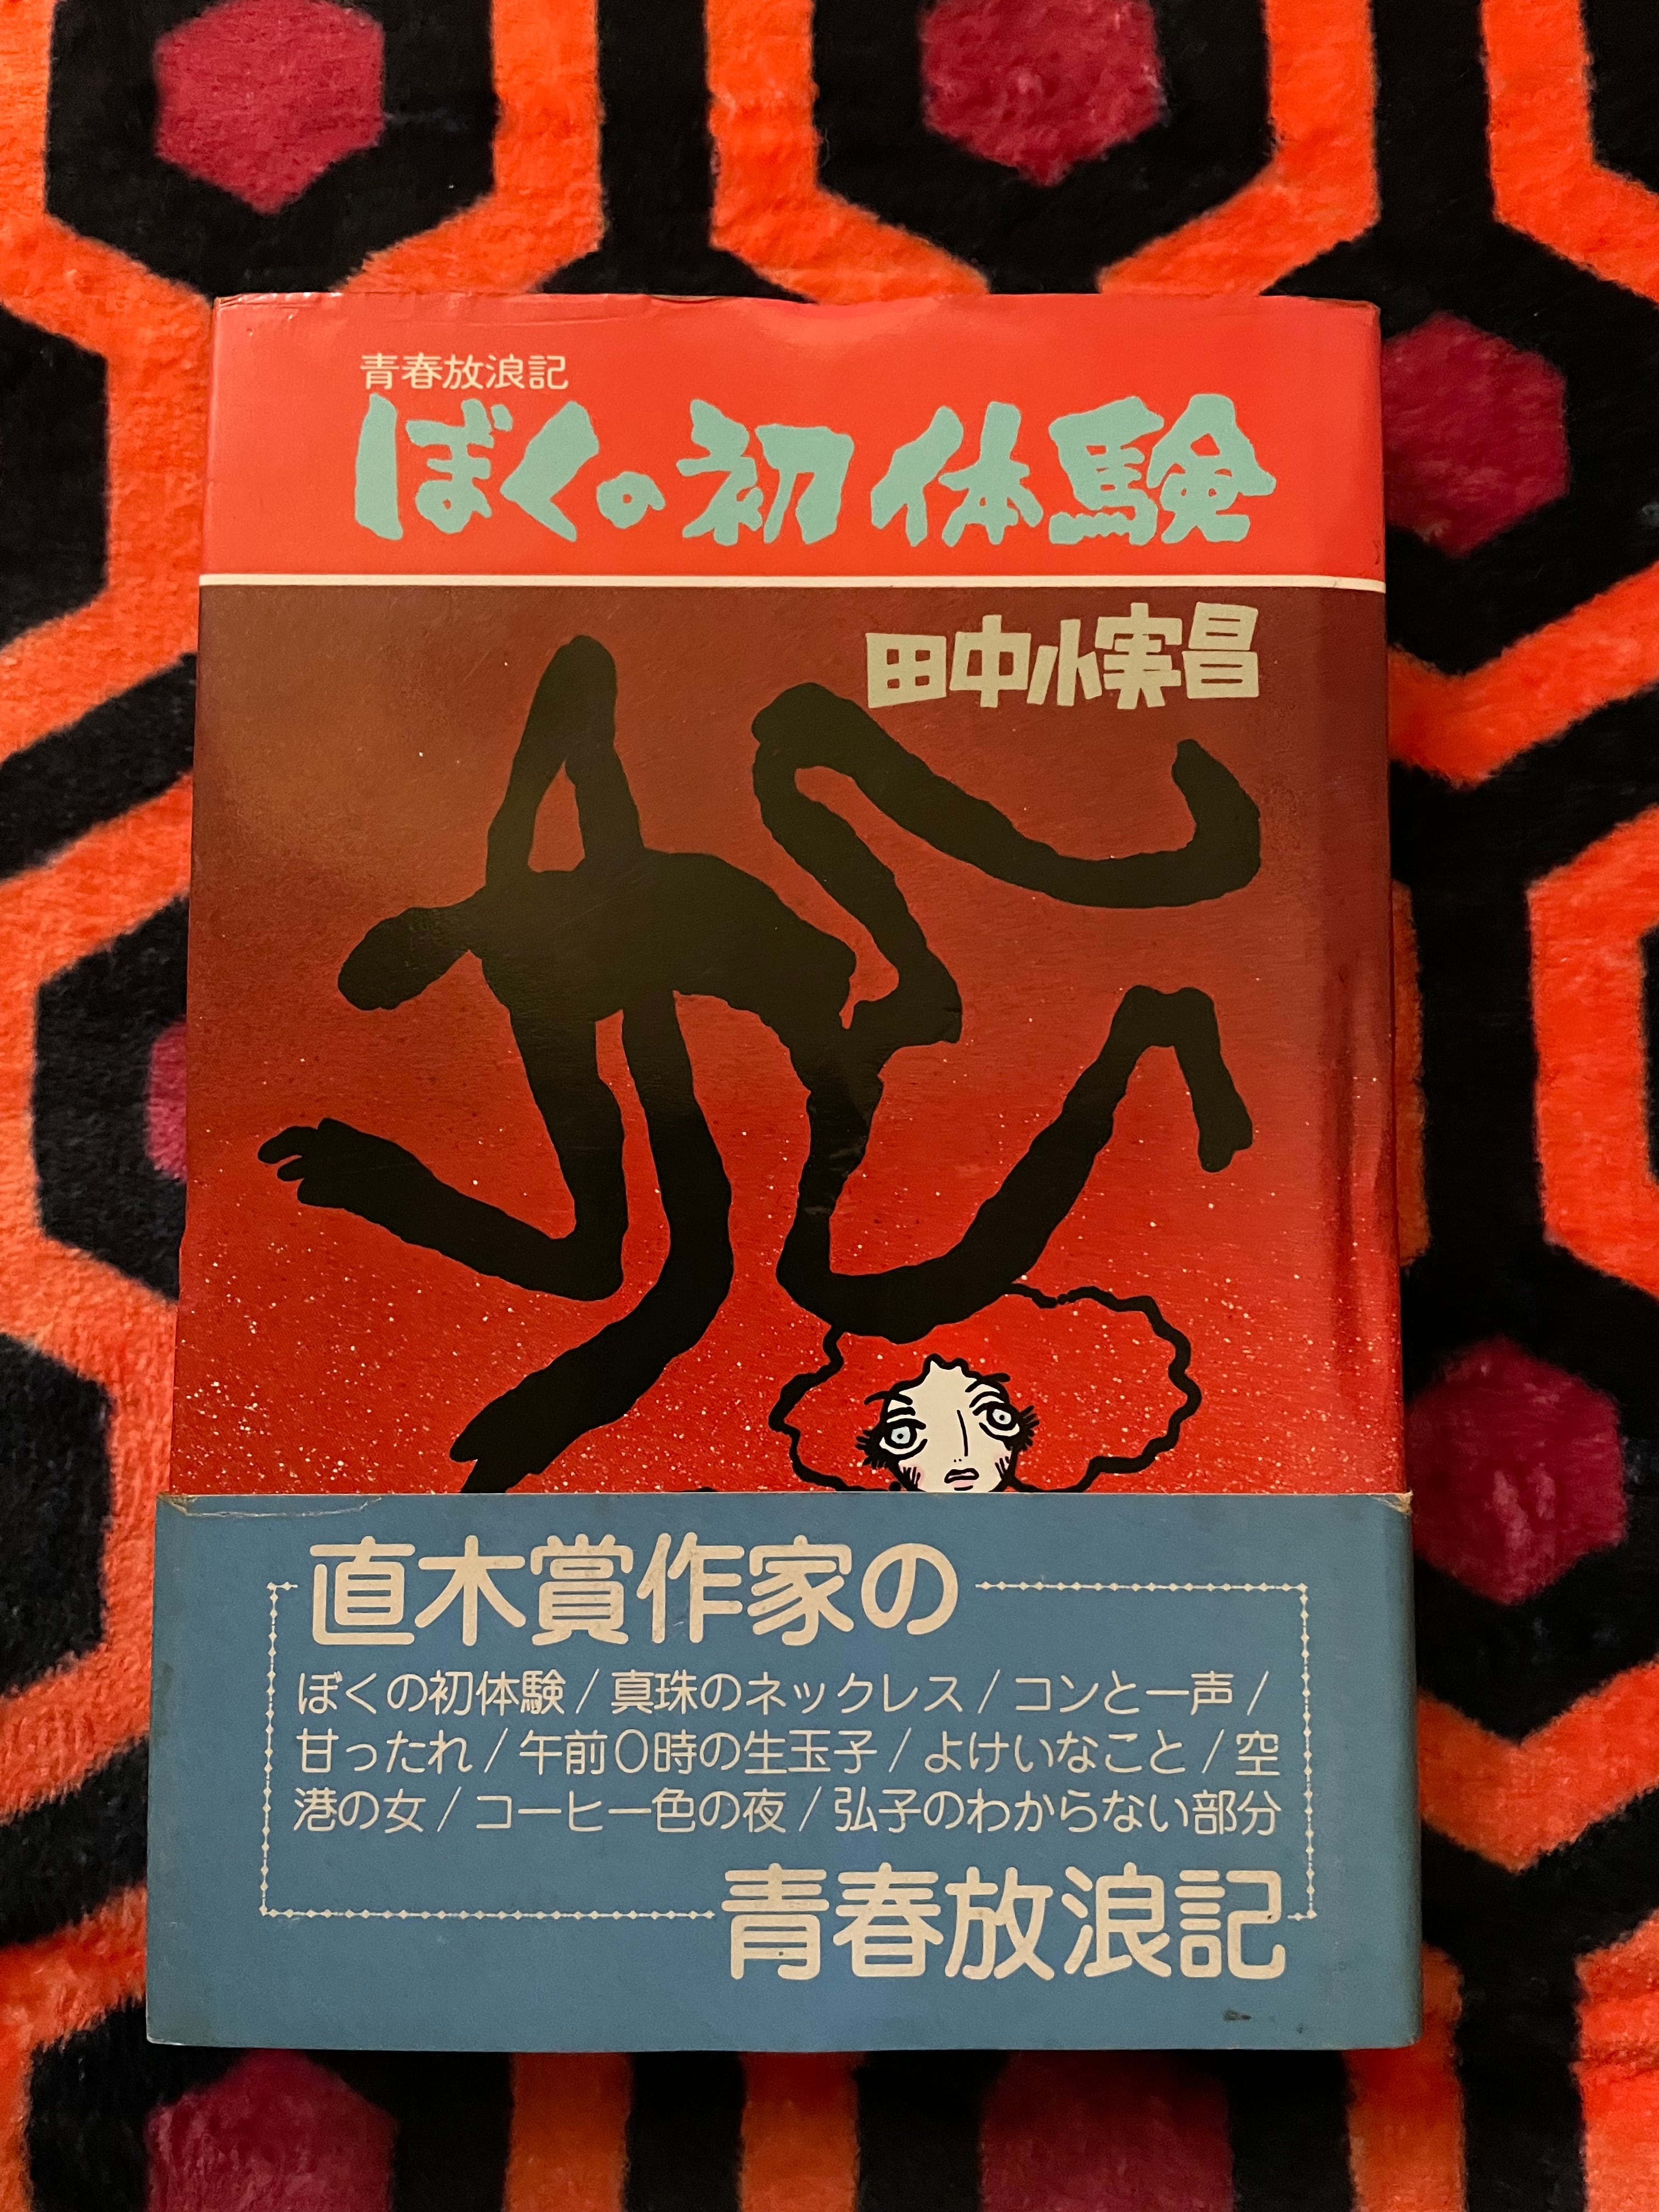 青春放浪記
ぼくの初体験
田中小実昌
直木賞作家の
ぼくの初体験/真珠のネックレス/コンと一声/
甘ったれ/午前〇時の生玉子/よけいなこと/空
港の女/コーヒー色の夜/弘子のわからない部分
青春放浪記